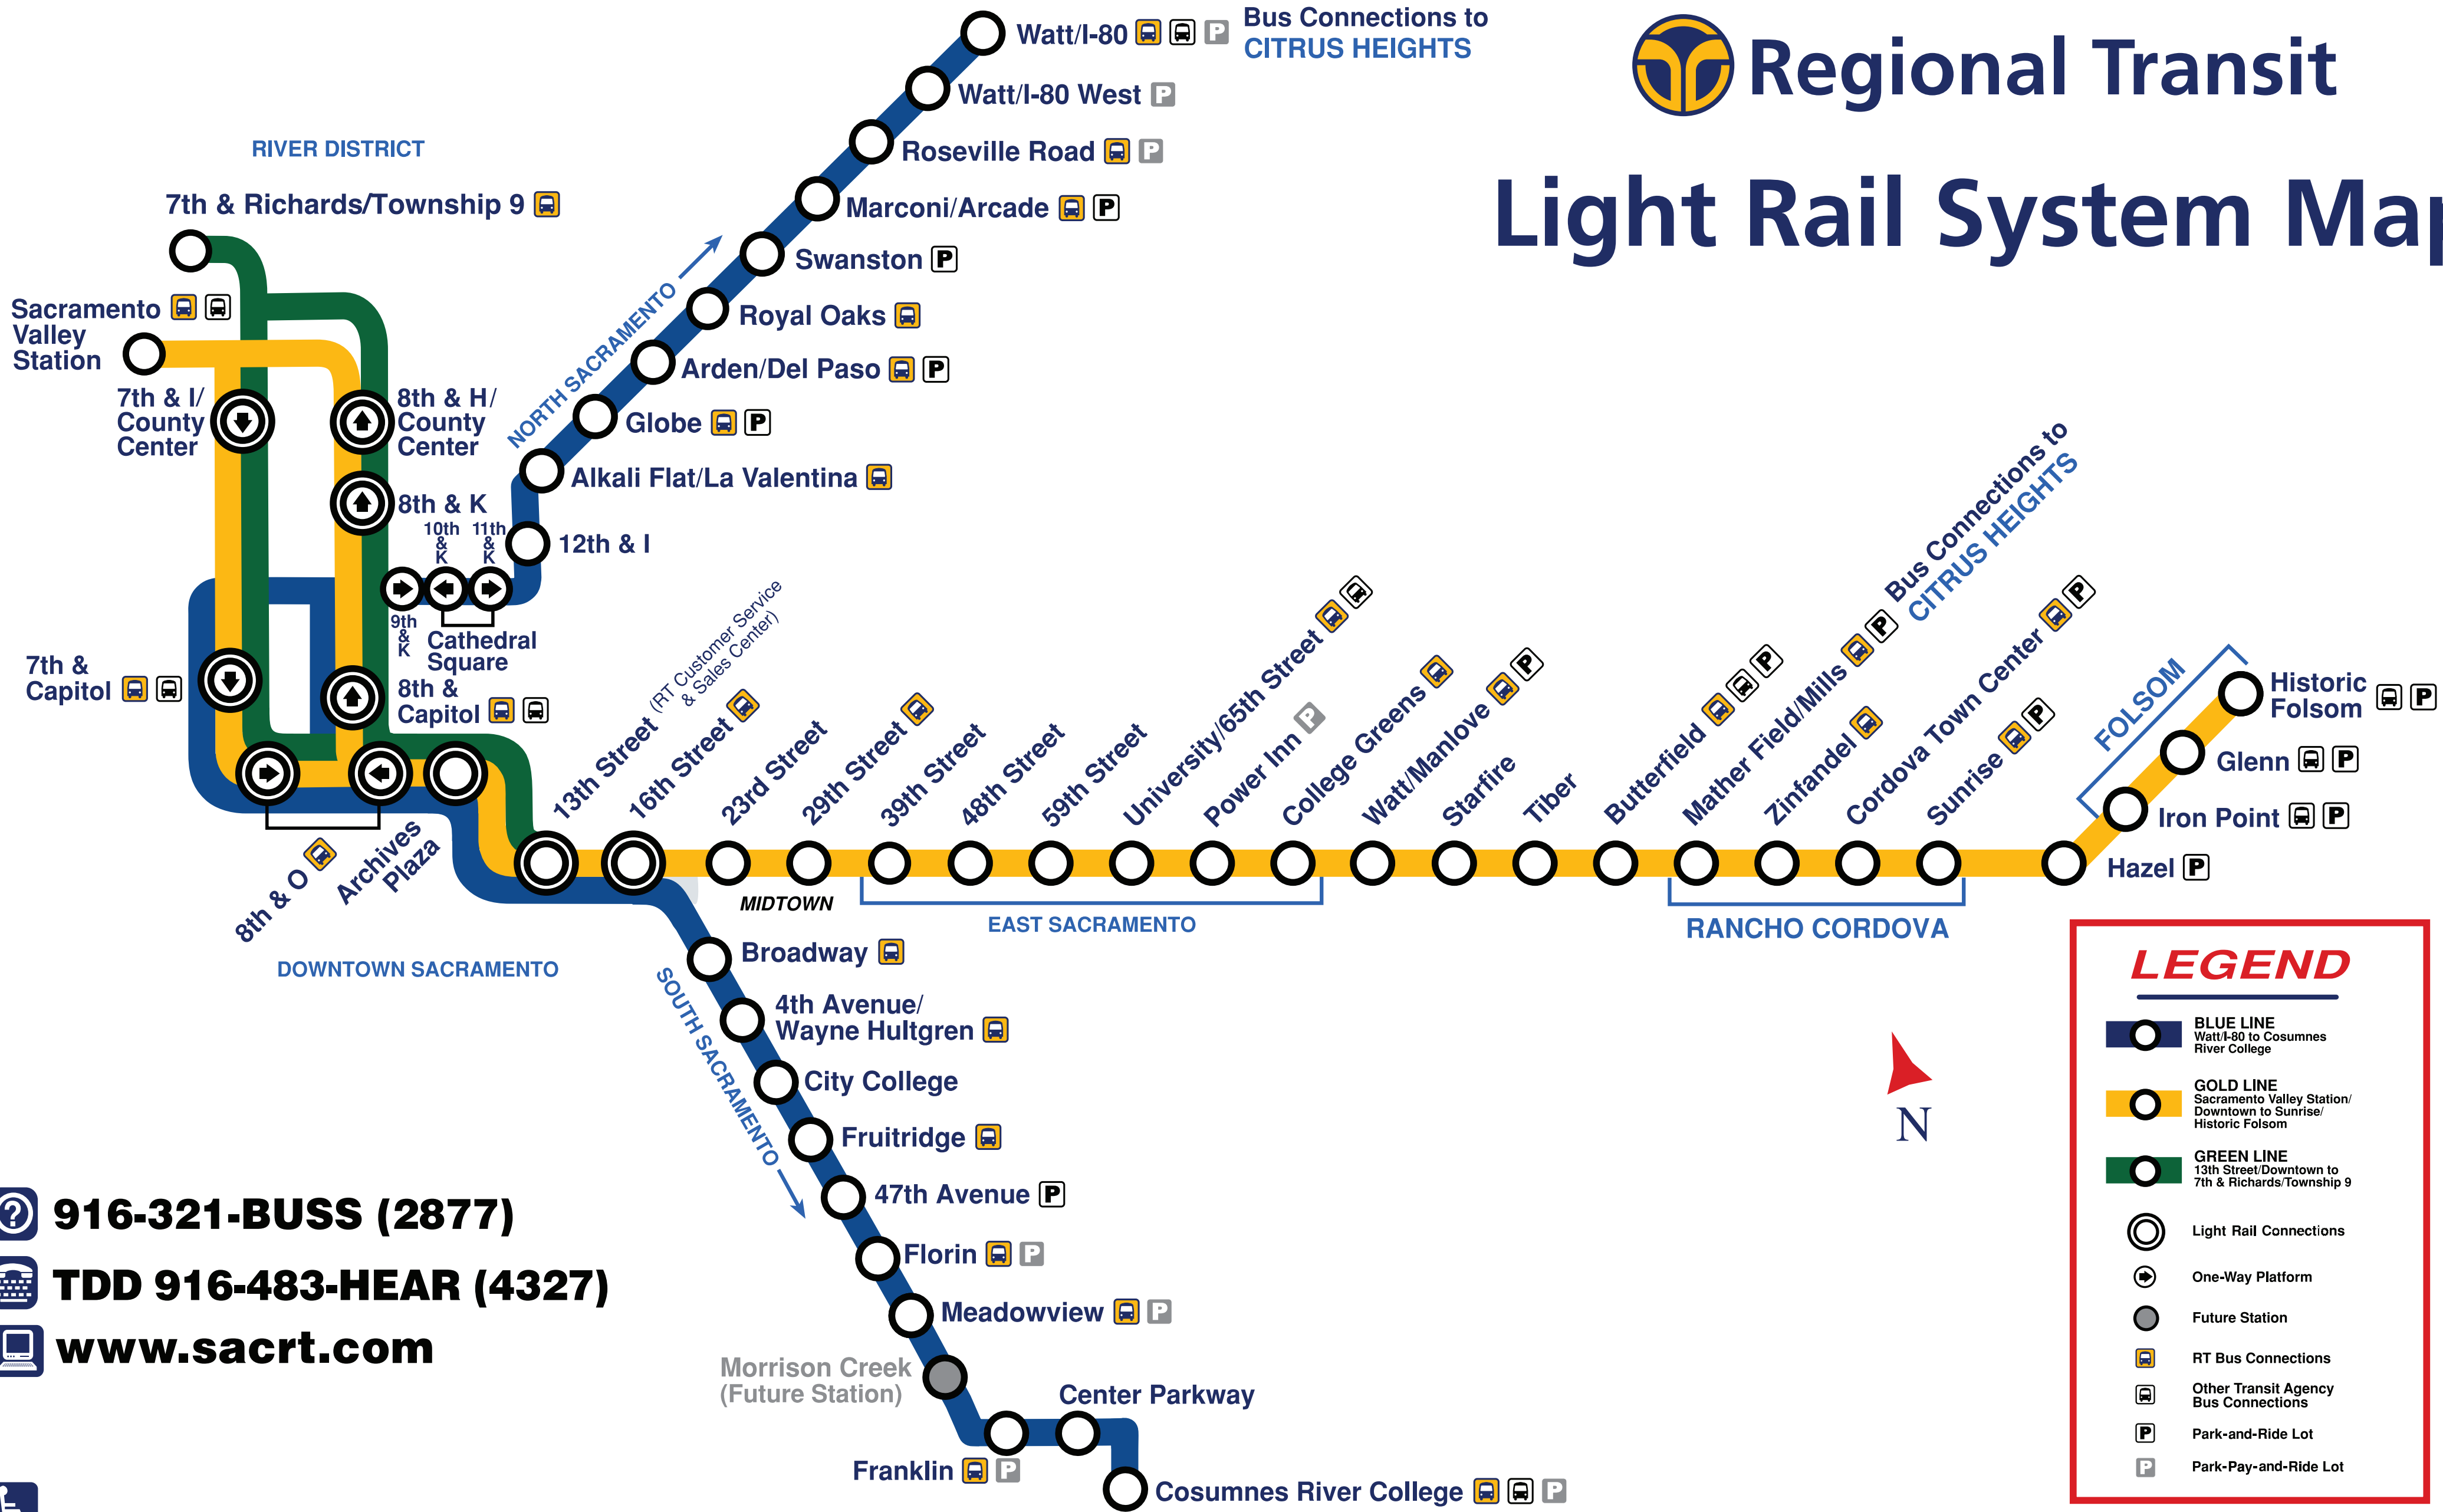 Regional Transit
Light Rail System Map
Watt/I-80 P
Bus Connections to
CITRUS HEIGHTS
Watt/I-80 West P
Roseville Road P
Marconi/Arcade P
Swanston P
Royal Oaks
Arden/Del Paso P
Globe P
Alkali Flat/La Valentina
12th & I
NORTH SACRAMENTO
RIVER DISTRICT
7th & Richards/Township 9
Sacramento
Valley
Station
7th & I/
County
Center
8th & H/
County
Center
8th & K
10th
&
K
11th
&
K
9th
&
K
Cathedral
Square
7th &
Capitol
8th &
Capitol
8th & O
Archives
Plaza
DOWNTOWN SACRAMENTO
13th Street
(RT Customer Service
& Sales Center)
16th Street
23rd Street
29th Street
39th Street
48th Street
59th Street
University/65th Street
Power Inn P
College Greens
Watt/Manlove P
Starfire
Tiber
Butterfield P
Mather Field/Mills P
Bus Connections to
CITRUS HEIGHTS
Zinfandel
Cordova Town Center P
Sunrise P
Hazel P
Iron Point P
Glenn P
Historic
Folsom P
FOLSOM
MIDTOWN
EAST SACRAMENTO
RANCHO CORDOVA
SOUTH SACRAMENTO
Broadway
4th Avenue/
Wayne Hultgren
City College
Fruitridge
47th Avenue P
Florin P
Meadowview P
Morrison Creek
(Future Station)
Franklin P
Center Parkway
Cosumnes River College P
N
? 916-321-BUSS (2877)
TDD 916-483-HEAR (4327)
www.sacrt.com
LEGEND
BLUE LINE
Watt/I-80 to Cosumnes
River College
GOLD LINE
Sacramento Valley Station/
Downtown to Sunrise/
Historic Folsom
GREEN LINE
13th Street/Downtown to
7th & Richards/Township 9
Light Rail Connections
One-Way Platform
Future Station
RT Bus Connections
Other Transit Agency
Bus Connections
P Park-and-Ride Lot
P Park-Pay-and-Ride Lot